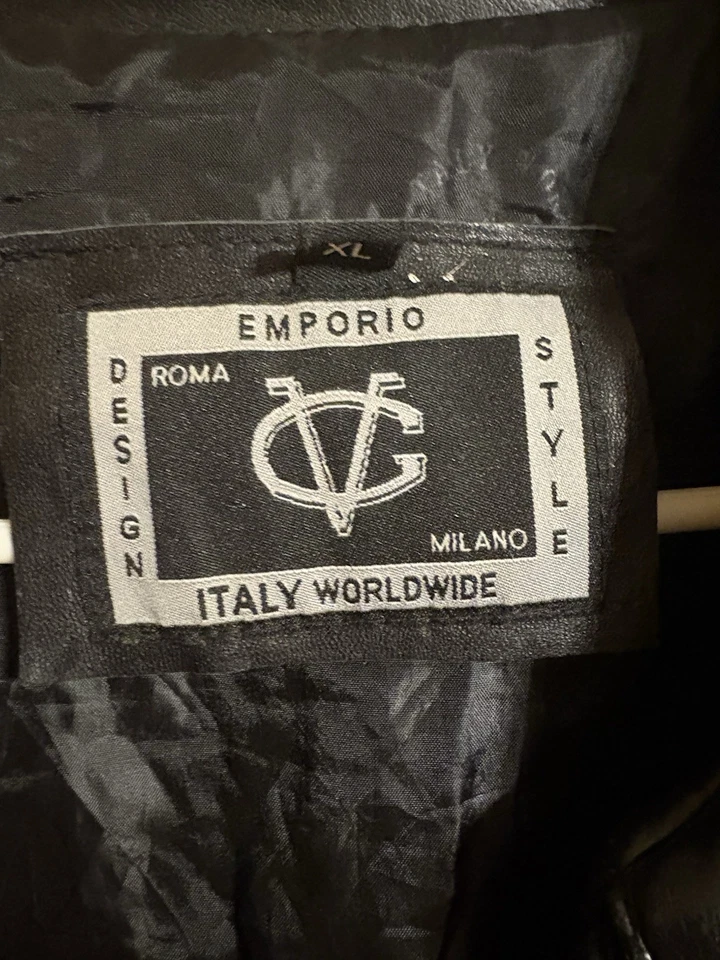 XL
EMPORIO
DESIGN
ROMA
VG
STYLE
MILANO
ITALY WORLDWIDE